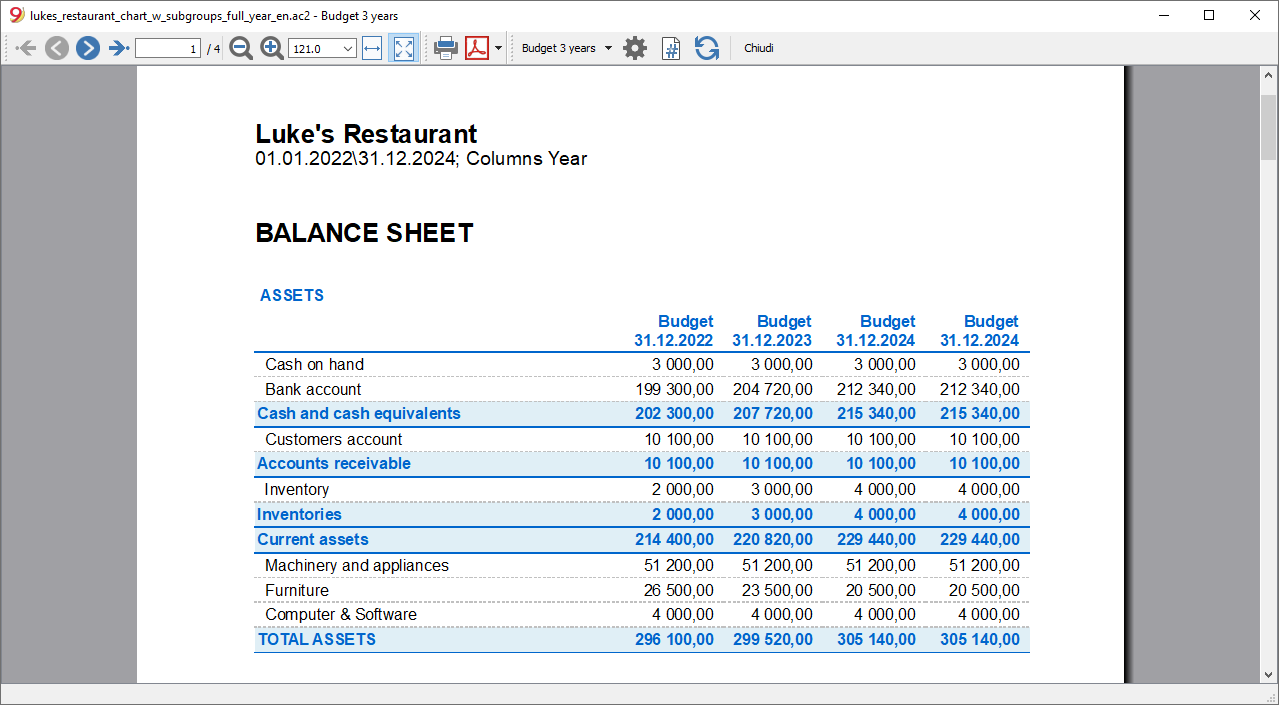 lukes_restaurant_chart_w_subgroups_full_year_en.ac2 - Budget 3 years
1 / 4 121.0 Budget 3 years # Chiudi
Luke's Restaurant
01.01.2022\31.12.2024; Columns Year
BALANCE SHEET
ASSETS
Budget Budget Budget Budget
31.12.2022 31.12.2023 31.12.2024 31.12.2024
Cash on hand 3 000,00 3 000,00 3 000,00 3 000,00
Bank account 199 300,00 204 720,00 212 340,00 212 340,00
Cash and cash equivalents 202 300,00 207 720,00 215 340,00 215 340,00
Customers account 10 100,00 10 100,00 10 100,00 10 100,00
Accounts receivable 10 100,00 10 100,00 10 100,00 10 100,00
Inventory 2 000,00 3 000,00 4 000,00 4 000,00
Inventories 2 000,00 3 000,00 4 000,00 4 000,00
Current assets 214 400,00 220 820,00 229 440,00 229 440,00
Machinery and appliances 51 200,00 51 200,00 51 200,00 51 200,00
Furniture 26 500,00 23 500,00 20 500,00 20 500,00
Computer & Software 4 000,00 4 000,00 4 000,00 4 000,00
TOTAL ASSETS 296 100,00 299 520,00 305 140,00 305 140,00